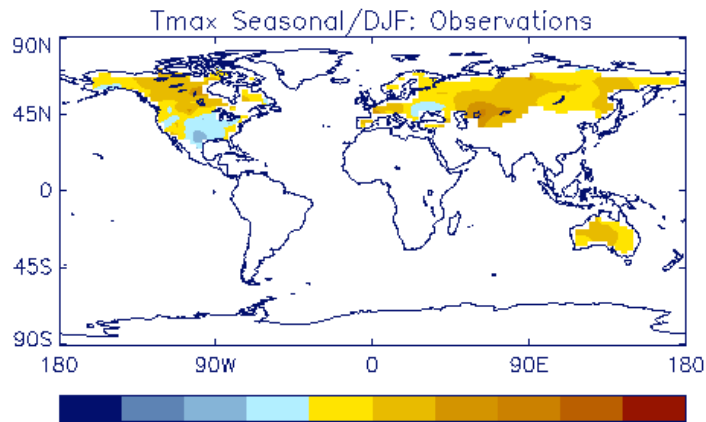 Tmax Seasonal/DJF: Observations
90N
45N
0
45S
90S
180 90W 0 90E 180